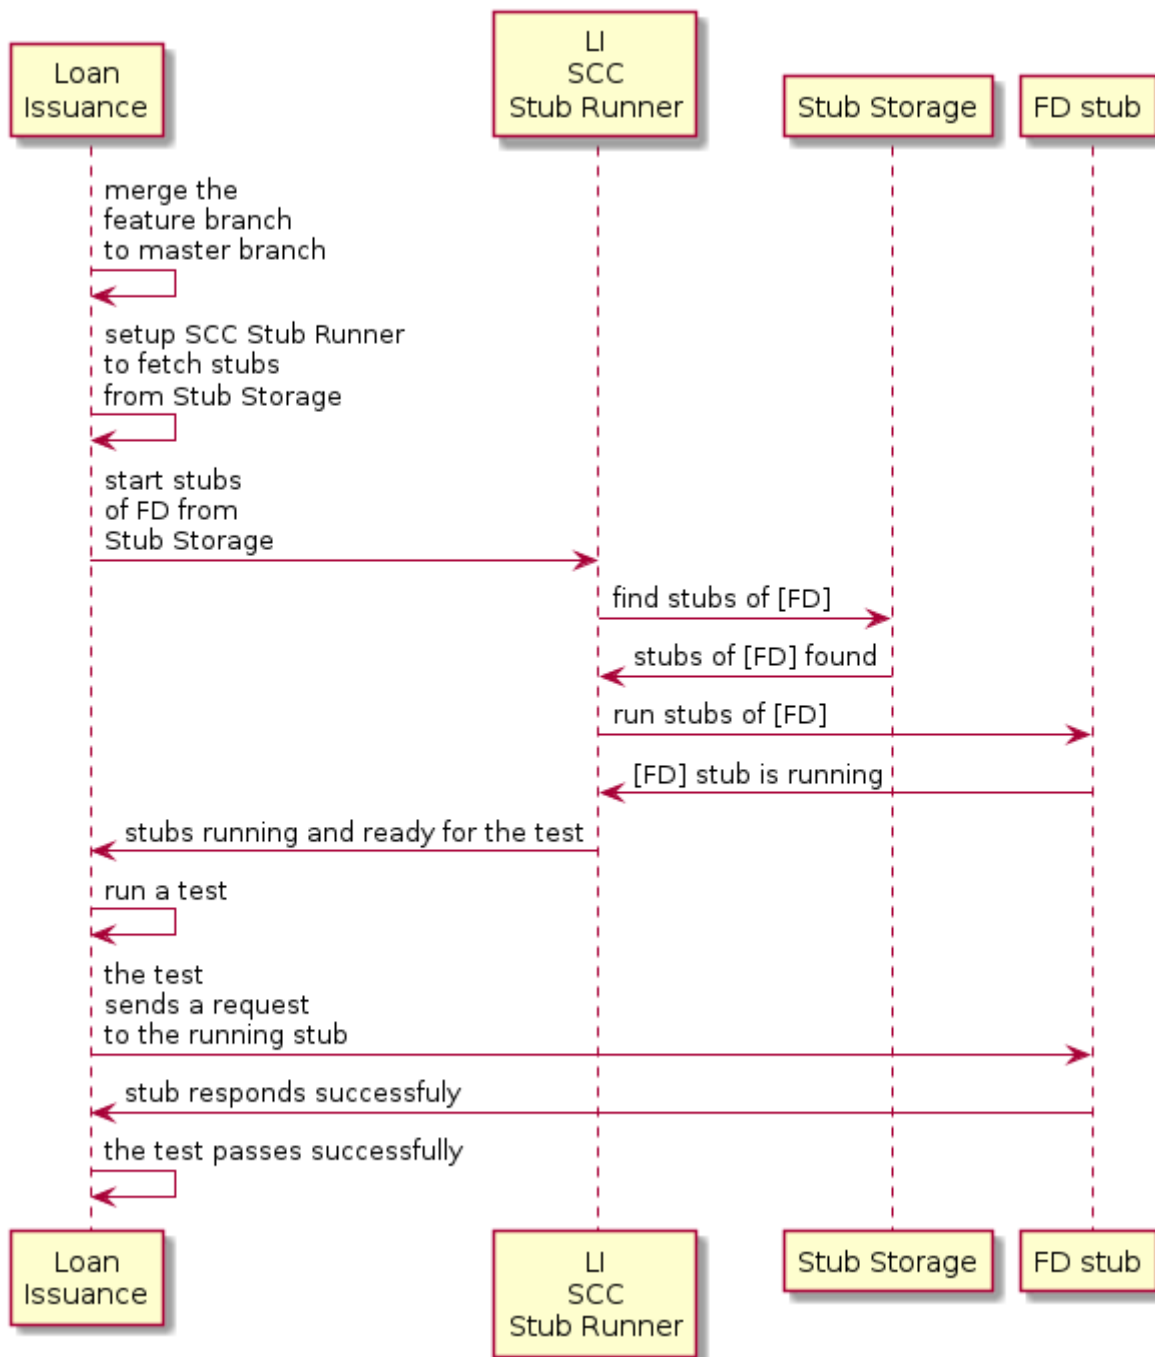 Loan
Issuance
LI
SCC
Stub Runner
Stub Storage
FD stub
merge the
feature branch
to master branch
setup SCC Stub Runner
to fetch stubs
from Stub Storage
start stubs
of FD from
Stub Storage
find stubs of [FD]
stubs of [FD] found
run stubs of [FD]
[FD] stub is running
stubs running and ready for the test
run a test
the test
sends a request
to the running stub
stub responds successfuly
the test passes successfully
Loan
Issuance
LI
SCC
Stub Runner
Stub Storage
FD stub